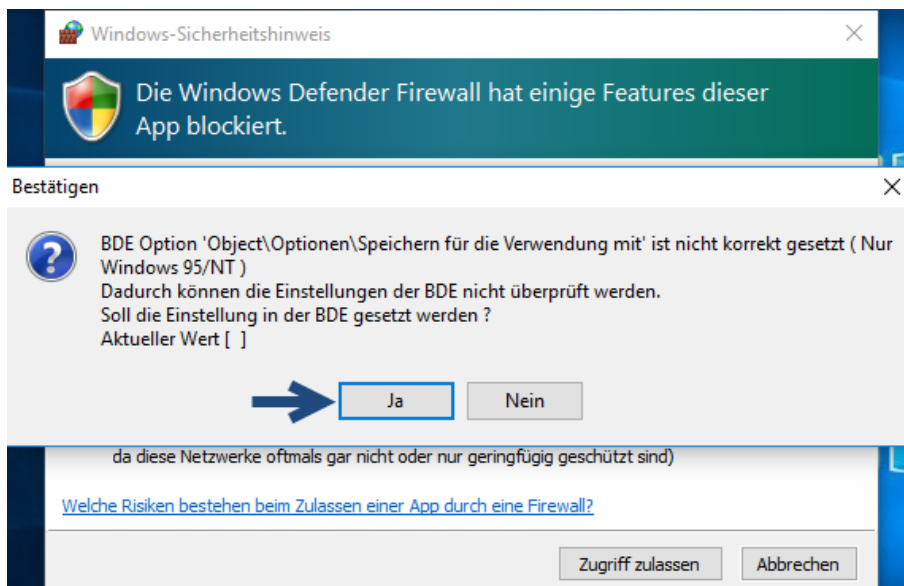 Windows-Sicherheitshinweis
Die Windows Defender Firewall hat einige Features dieser
App blockiert.
Bestätigen
BDE Option 'Object\Optionen\Speichern für die Verwendung mit' ist nicht korrekt gesetzt ( Nur
Windows 95/NT )
Dadurch können die Einstellungen der BDE nicht überprüft werden.
Soll die Einstellung in der BDE gesetzt werden ?
Aktueller Wert [  ]
Ja
Nein
da diese Netzwerke oftmals gar nicht oder nur geringfügig geschützt sind)
Welche Risiken bestehen beim Zulassen einer App durch eine Firewall?
Zugriff zulassen
Abbrechen